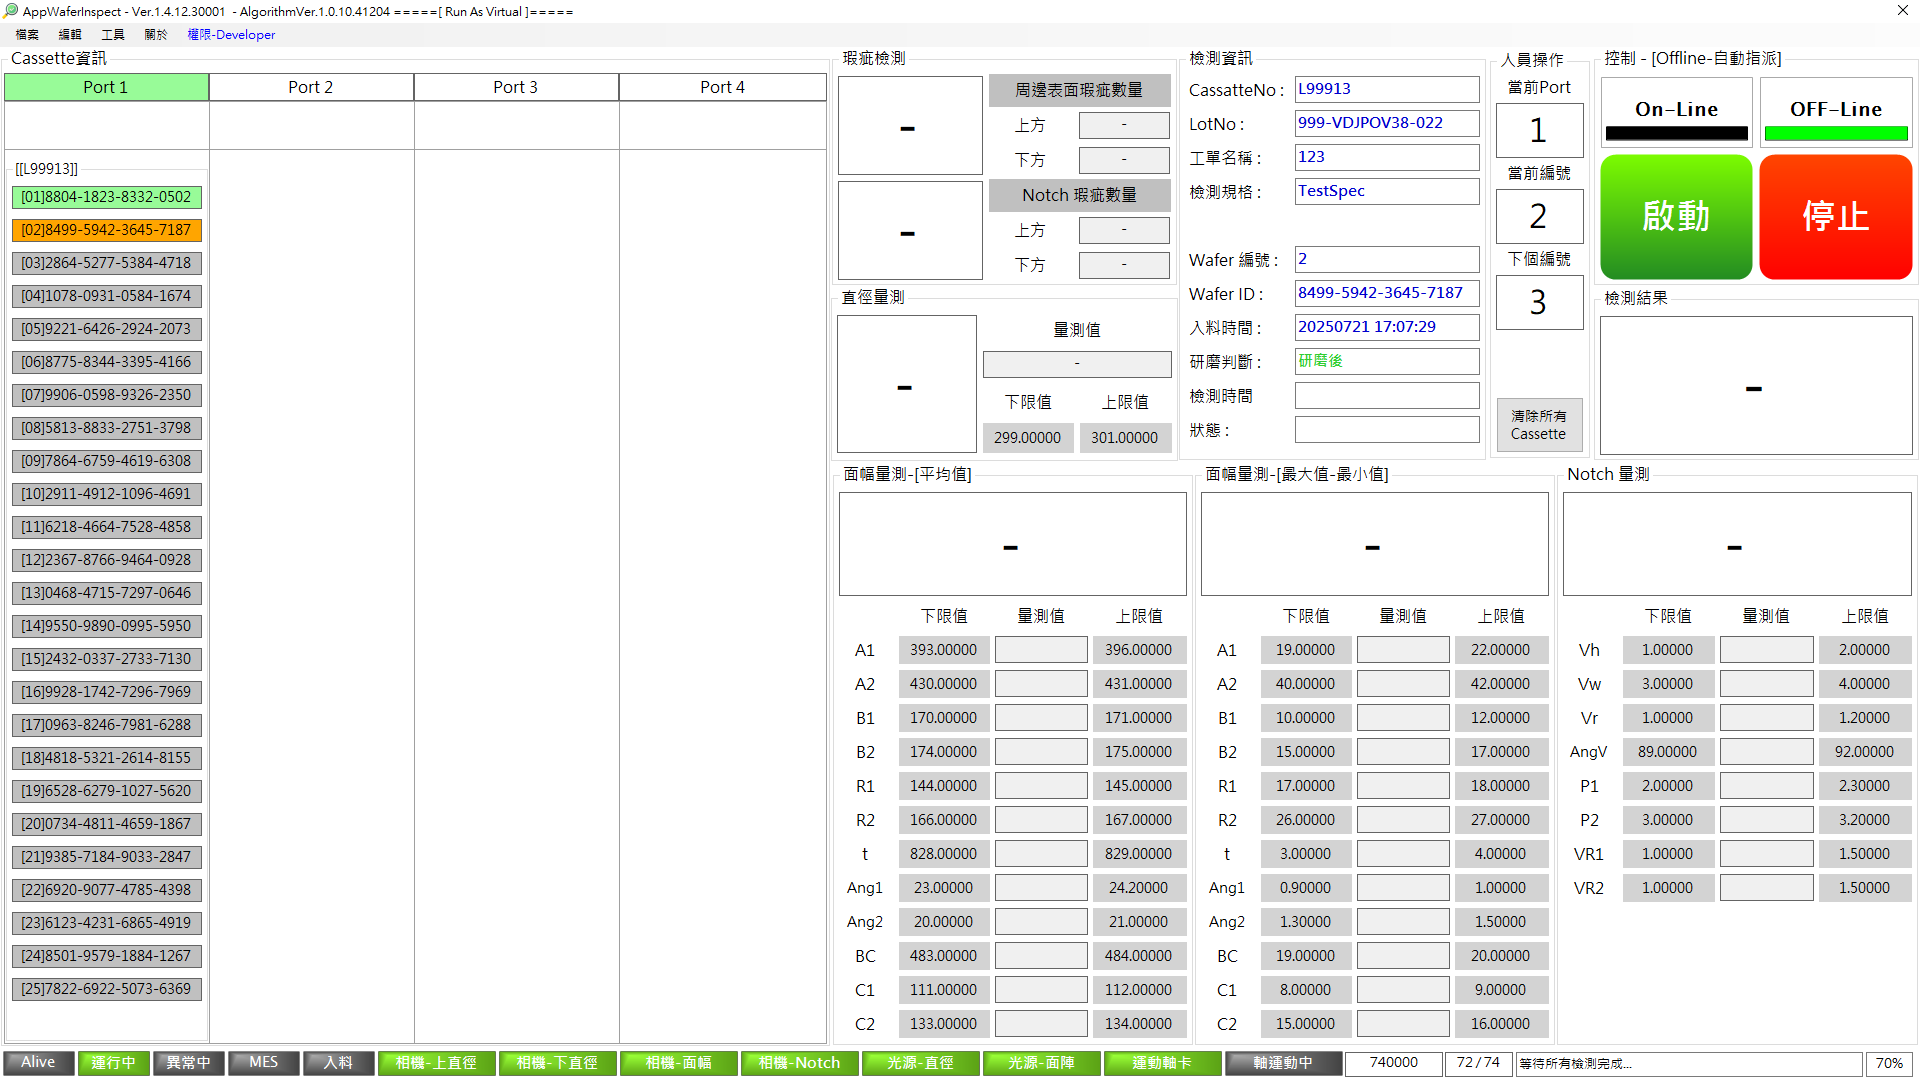 AppWaferInspect - Ver.1.4.12.30001 - AlgorithmVer.1.0.10.41204 =====[ Run As Virtual ]=====
檔案 編輯 工具 關於 權限-Developer
Cassette資訊
Port 1 Port 2 Port 3 Port 4
[[L99913]]
[01]8804-1823-8332-0502
[02]8499-5942-3645-7187
[03]2864-5277-5384-4718
[04]1078-0931-0584-1674
[05]9221-6426-2924-2073
[06]8775-8344-3395-4166
[07]9906-0598-9326-2350
[08]5813-8833-2751-3798
[09]7864-6759-4619-6308
[10]2911-4912-1096-4691
[11]6218-4664-7528-4858
[12]2367-8766-9464-0928
[13]0468-4715-7297-0646
[14]9550-9890-0995-5950
[15]2432-0337-2733-7130
[16]9928-1742-7296-7969
[17]0963-8246-7981-6288
[18]4818-5321-2614-8155
[19]6528-6279-1027-5620
[20]0734-4811-4659-1867
[21]9385-7184-9033-2847
[22]6920-9077-4785-4398
[23]6123-4231-6865-4919
[24]8501-9579-1884-1267
[25]7822-6922-5073-6369
瑕疵檢測
-
周邊表面瑕疵數量
上方 -
下方 -
-
Notch 瑕疵數量
上方 -
下方 -
直徑量測
-
量測值
-
下限值 上限值
299.00000 301.00000
檢測資訊
CassatteNo : L99913
LotNo : 999-VDJPOV38-022
工單名稱 : 123
檢測規格 : TestSpec
Wafer 編號 : 2
Wafer ID : 8499-5942-3645-7187
入料時間 : 20250721 17:07:29
研磨判斷 : 研磨後
檢測時間
狀態 :
人員操作
當前Port
1
當前編號
2
下個編號
3
清除所有
Cassette
控制 - [Offline-自動指派]
On-Line OFF-Line
啟動 停止
檢測結果
-
面幅量測-[平均值]
-
下限值 量測值 上限值
A1 393.00000 396.00000
A2 430.00000 431.00000
B1 170.00000 171.00000
B2 174.00000 175.00000
R1 144.00000 145.00000
R2 166.00000 167.00000
t 828.00000 829.00000
Ang1 23.00000 24.20000
Ang2 20.00000 21.00000
BC 483.00000 484.00000
C1 111.00000 112.00000
C2 133.00000 134.00000
面幅量測-[最大值-最小值]
-
下限值 量測值 上限值
A1 19.00000 22.00000
A2 40.00000 42.00000
B1 10.00000 12.00000
B2 15.00000 17.00000
R1 17.00000 18.00000
R2 26.00000 27.00000
t 3.00000 4.00000
Ang1 0.90000 1.00000
Ang2 1.30000 1.50000
BC 19.00000 20.00000
C1 8.00000 9.00000
C2 15.00000 16.00000
Notch 量測
-
下限值 量測值 上限值
Vh 1.00000 2.00000
Vw 3.00000 4.00000
Vr 1.00000 1.20000
AngV 89.00000 92.00000
P1 2.00000 2.30000
P2 3.00000 3.20000
VR1 1.00000 1.50000
VR2 1.00000 1.50000
Alive 運行中 異常中 MES 入料 相機-上直徑 相機-下直徑 相機-面幅 相機-Notch 光源-直徑 光源-面陣 運動軸卡 軸運動中 740000 72 / 74 等待所有檢測完成... 70%